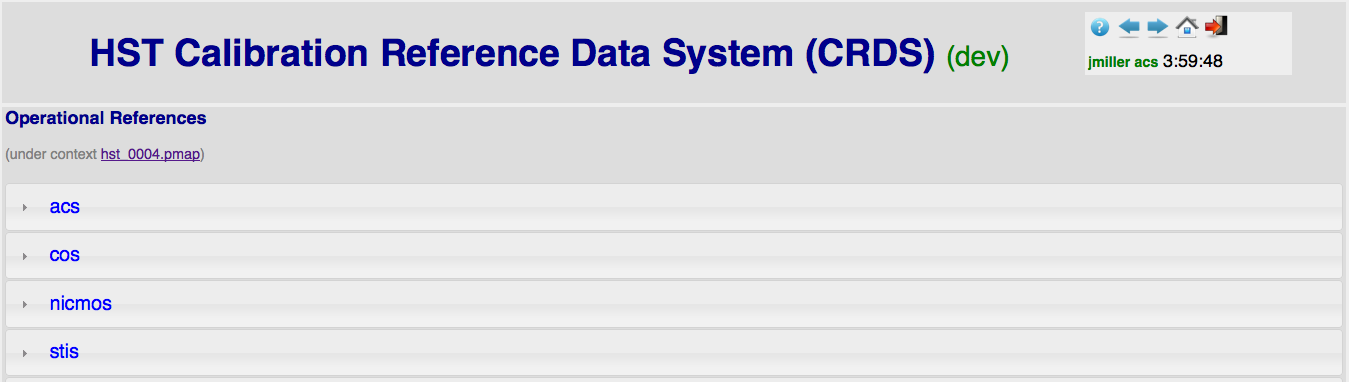 HST Calibration Reference Data System (CRDS) (dev)
?
jmiller acs 3:59:48
Operational References
(under context hst_0004.pmap)
acs
cos
nicmos
stis